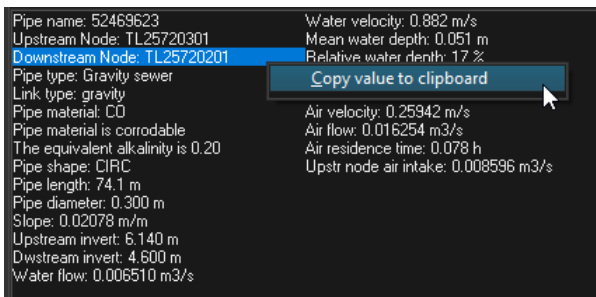 Pipe name: 52469623
Upstream Node: TL25720301
Downstream Node: TL25720201
Pipe type: Gravity sewer
Link type: gravity
Pipe material: CO
Pipe material is corrodable
The equivalent alkalinity is 0.20
Pipe shape: CIRC
Pipe length: 74.1 m
Pipe diameter: 0.300 m
Slope: 0.02078 m/m
Upstream invert: 6.140 m
Dwstream invert: 4.600 m
Water flow: 0.006510 m3/s
Water velocity: 0.882 m/s
Mean water depth: 0.051 m
Relative water depth: 17 %
Copy value to clipboard
Air velocity: 0.25942 m/s
Air flow: 0.016254 m3/s
Air residence time: 0.078 h
Upstr node air intake: 0.008596 m3/s